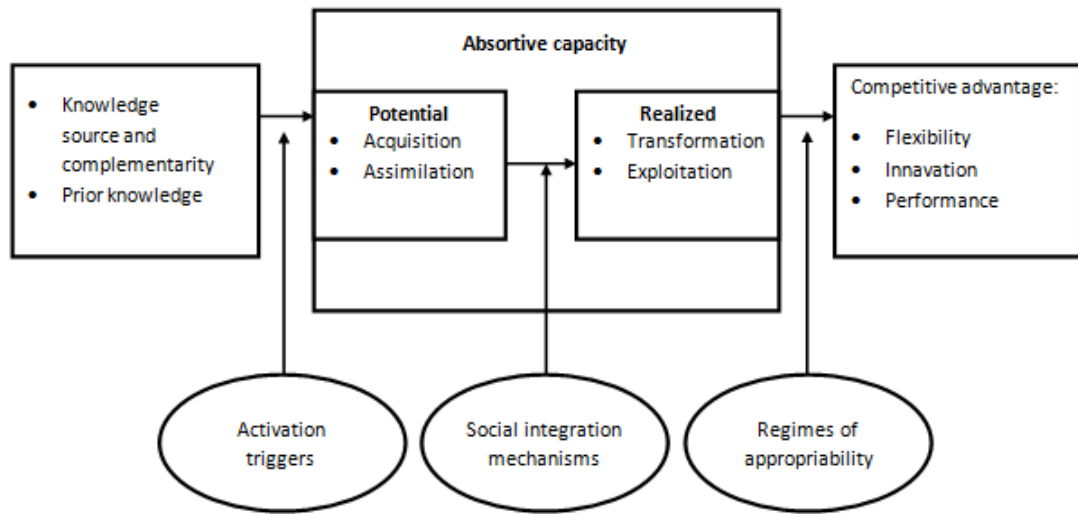 Absortive capacity
• Knowledge
source and
complementarity
• Prior knowledge
Potential
• Acquisition
• Assimilation
Realized
• Transformation
• Exploitation
Competitive advantage:
• Flexibility
• Innavation
• Performance
Activation
triggers
Social integration
mechanisms
Regimes of
appropriability